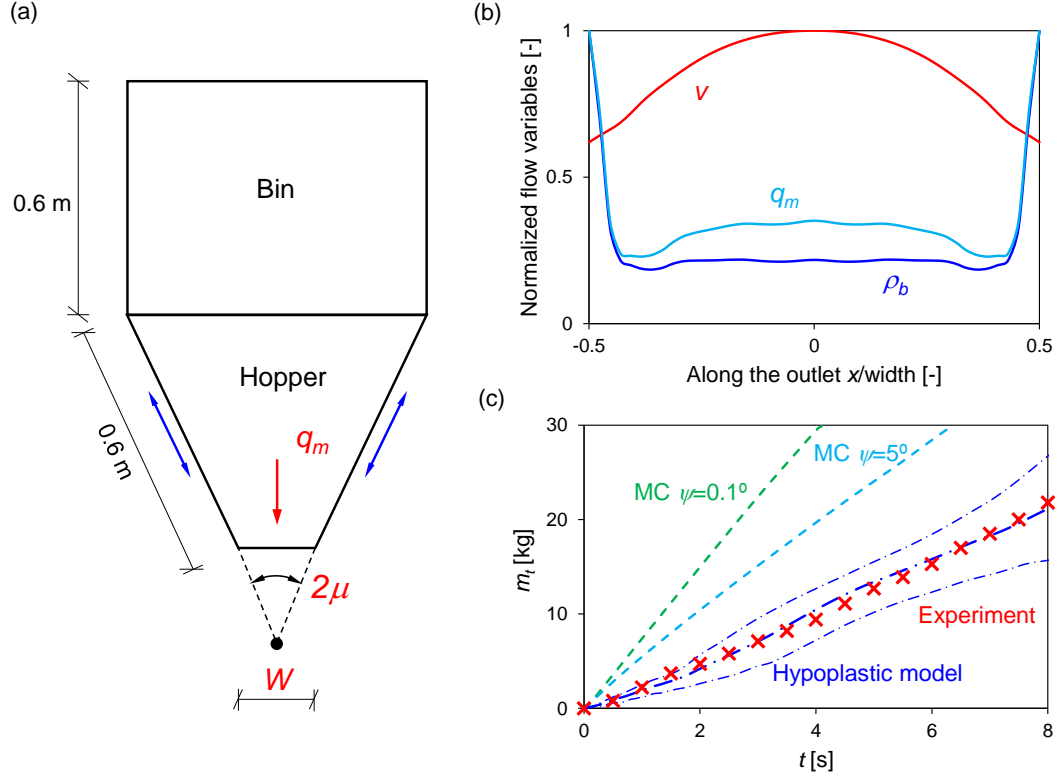 (a)
0.6 m
Bin
Hopper
0.6 m
q_m
2μ
W
(b)
Normalized flow variables [-]
1
0.5
0
v
q_m
ρ_b
-0.5
0
0.5
Along the outlet x/width [-]
(c)
m_t [kg]
30
20
10
0
MC ψ=0.1º
MC ψ=5º
Experiment
Hypoplastic model
0
2
4
6
8
t [s]